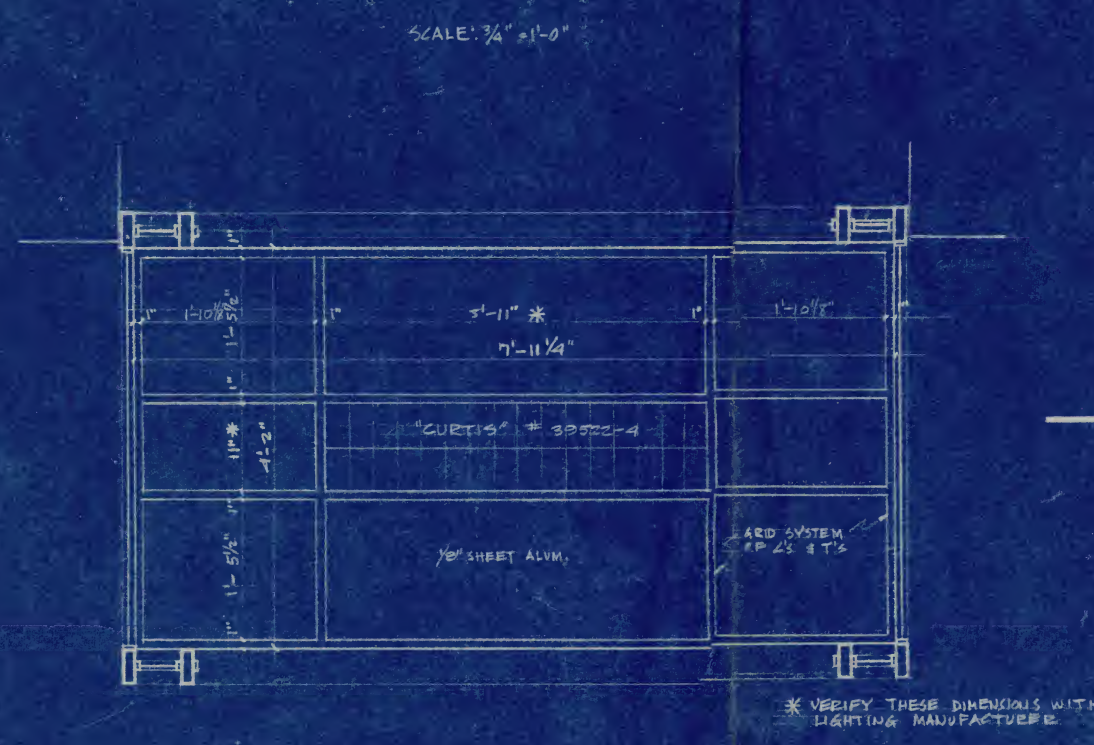 SCALE: 3/4" = 1'-0"
1"
1"
1'-10 1/8"
1'-5 1/2"
1"
3'-11" *
1"
1'-10 1/8"
1"
7'-11 1/4"
1"
11" *
4'-2"
"CURTIS" # 39522-4
1"
1'-5 1/2"
1/8" SHEET ALUM.
GRID SYSTEM
OF L'S & T'S
1"
* VERIFY THESE DIMENSIONS WITH
LIGHTING MANUFACTURER